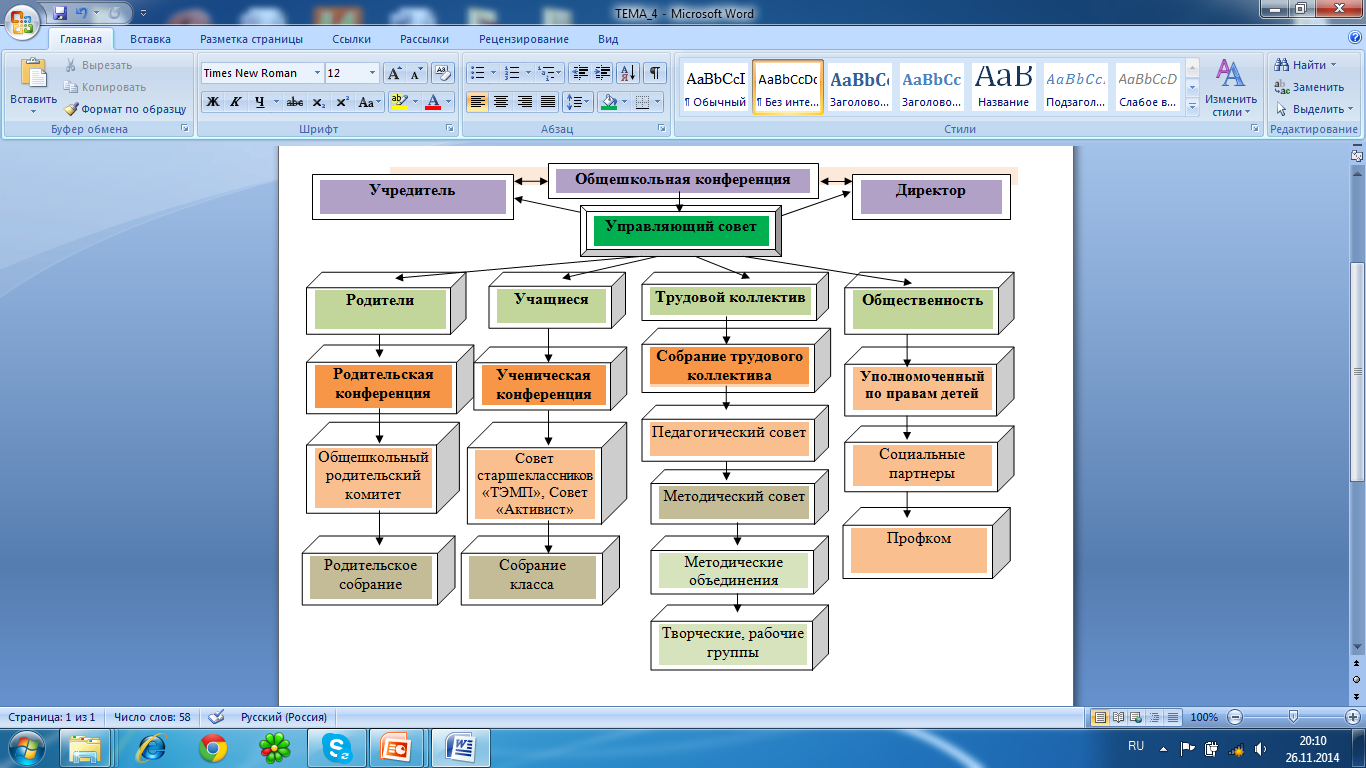 TEMA_4 - Microsoft Word
Главная Вставка Разметка страницы Ссылки Рассылки Рецензирование Вид
Вставить
Вырезать
Копировать
Формат по образцу
Буфер обмена
Times New Roman 12
Ж К Ч abc x₂ x² Aa
Шрифт
Абзац
AaBbCcI AaBbCcDc AaBbC AaBbCc AaB AaBbCc. AaBbCcD
¶ Обычный ¶ Без инте... Заголово... Заголово... Название Подзагол... Слабое в...
Изменить
стили
Стили
Найти
Заменить
Выделить
Редактирование
Общешкольная конференция
Учредитель
Директор
Управляющий совет
Родители
Учащиеся
Трудовой коллектив
Общественность
Родительская
конференция
Ученическая
конференция
Собрание трудового
коллектива
Уполномоченный
по правам детей
Общешкольный
родительский
комитет
Совет
старшеклассников
«ТЭМП», Совет
«Активист»
Педагогический совет
Социальные
партнеры
Методический совет
Профком
Родительское
собрание
Собрание
класса
Методические
объединения
Творческие, рабочие
группы
Страница: 1 из 1 Число слов: 58 Русский (Россия) 100%
RU
20:10
26.11.2014